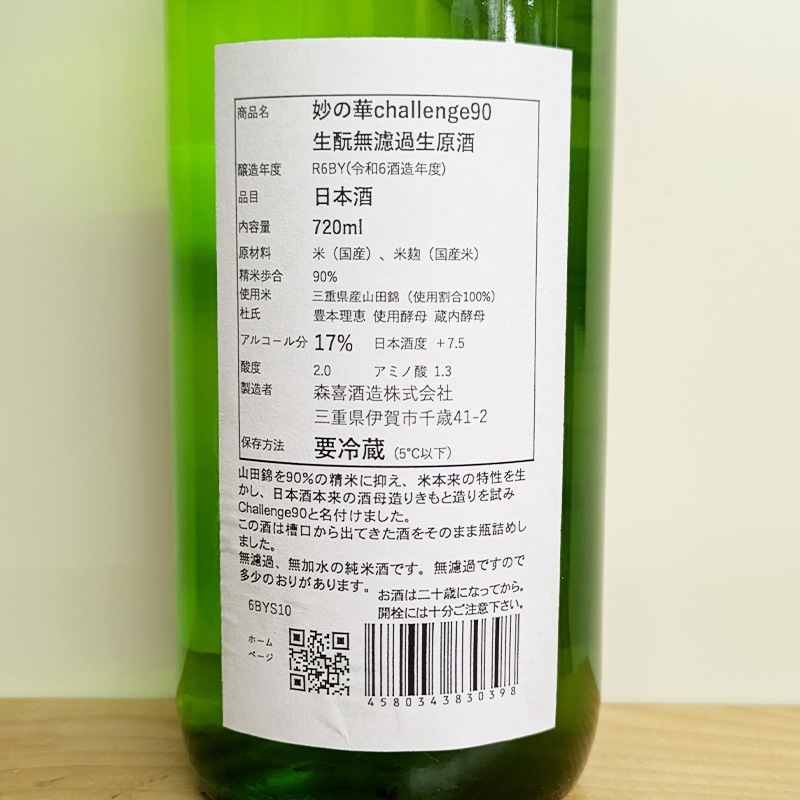 商品名 妙の華challenge90
生酛無濾過生原酒
醸造年度 R6BY(令和6酒造年度)
品目 日本酒
内容量 720ml
原材料 米（国産）、米麹（国産米）
精米歩合 90%
使用米 三重県産山田錦（使用割合100%）
杜氏 豊本理恵 使用酵母 蔵内酵母
アルコール分 17% 日本酒度 +7.5
酸度 2.0 アミノ酸 1.3
製造者 森喜酒造株式会社
三重県伊賀市千歳41-2
保存方法 要冷蔵（5℃以下）
山田錦を90%の精米に抑え、米本来の特性を生
かし、日本酒本来の酒母造りきもと造りを試み
Challenge90と名付けました。
この酒は槽口から出てきた酒をそのまま瓶詰めし
ました。
無濾過、無加水の純米酒です。無濾過ですので
多少のおりがあります。
お酒は二十歳になってから。
開栓には十分ご注意下さい。
6BYS10
ホーム
ページ
4580343830398